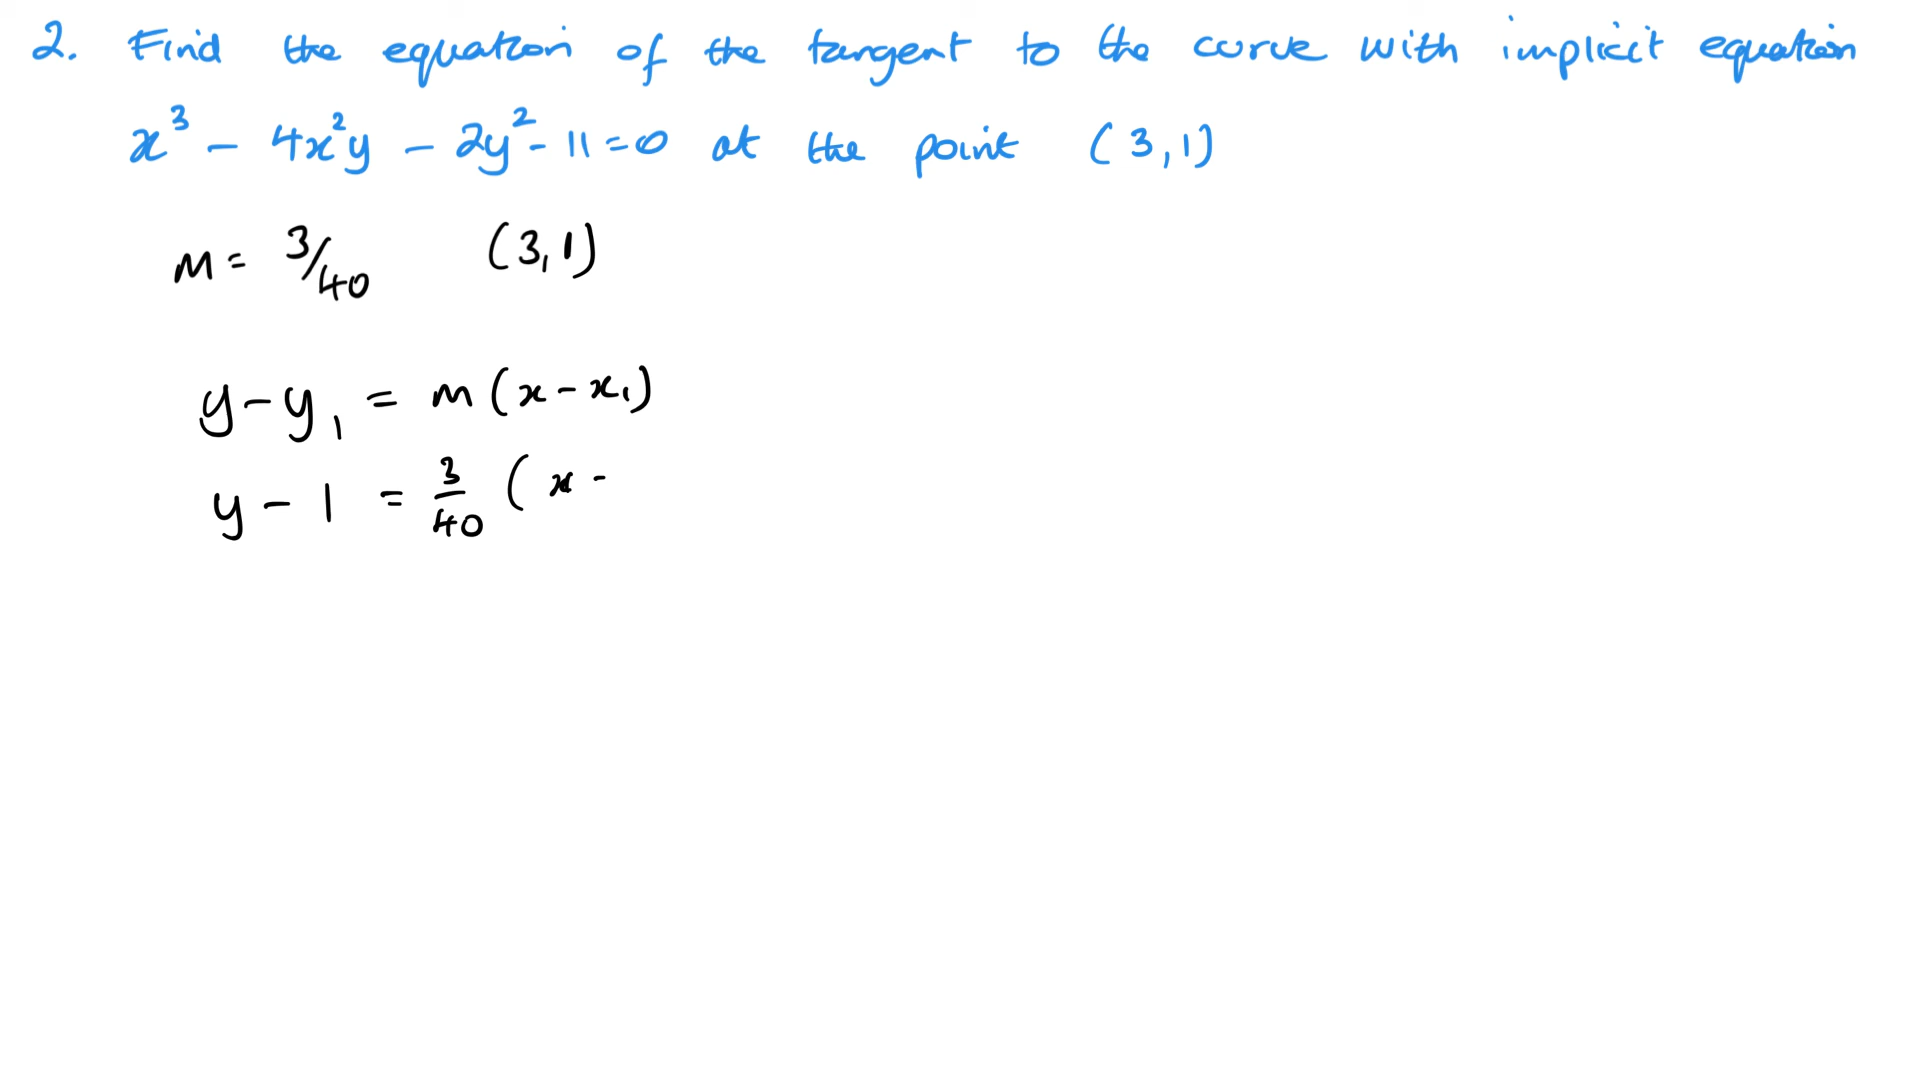 2. Find the equation of the tangent to the curve with implicit equation
x³ - 4x²y - 2y² - 11 = 0 at the point (3,1)
m = 3/40 (3,1)
y - y₁ = m(x - x₁)
y - 1 = 3/40 (x -